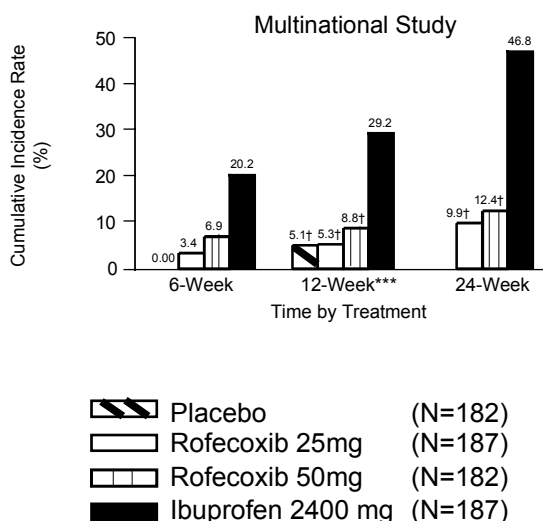 Multinational Study
Cumulative Incidence Rate
(%)
50
40
30
20
10
0
0.00
3.4
6.9
20.2
5.1†
5.3†
8.8†
29.2
9.9†
12.4†
46.8
6-Week
12-Week***
24-Week
Time by Treatment
Placebo (N=182)
Rofecoxib 25mg (N=187)
Rofecoxib 50mg (N=182)
Ibuprofen 2400 mg (N=187)